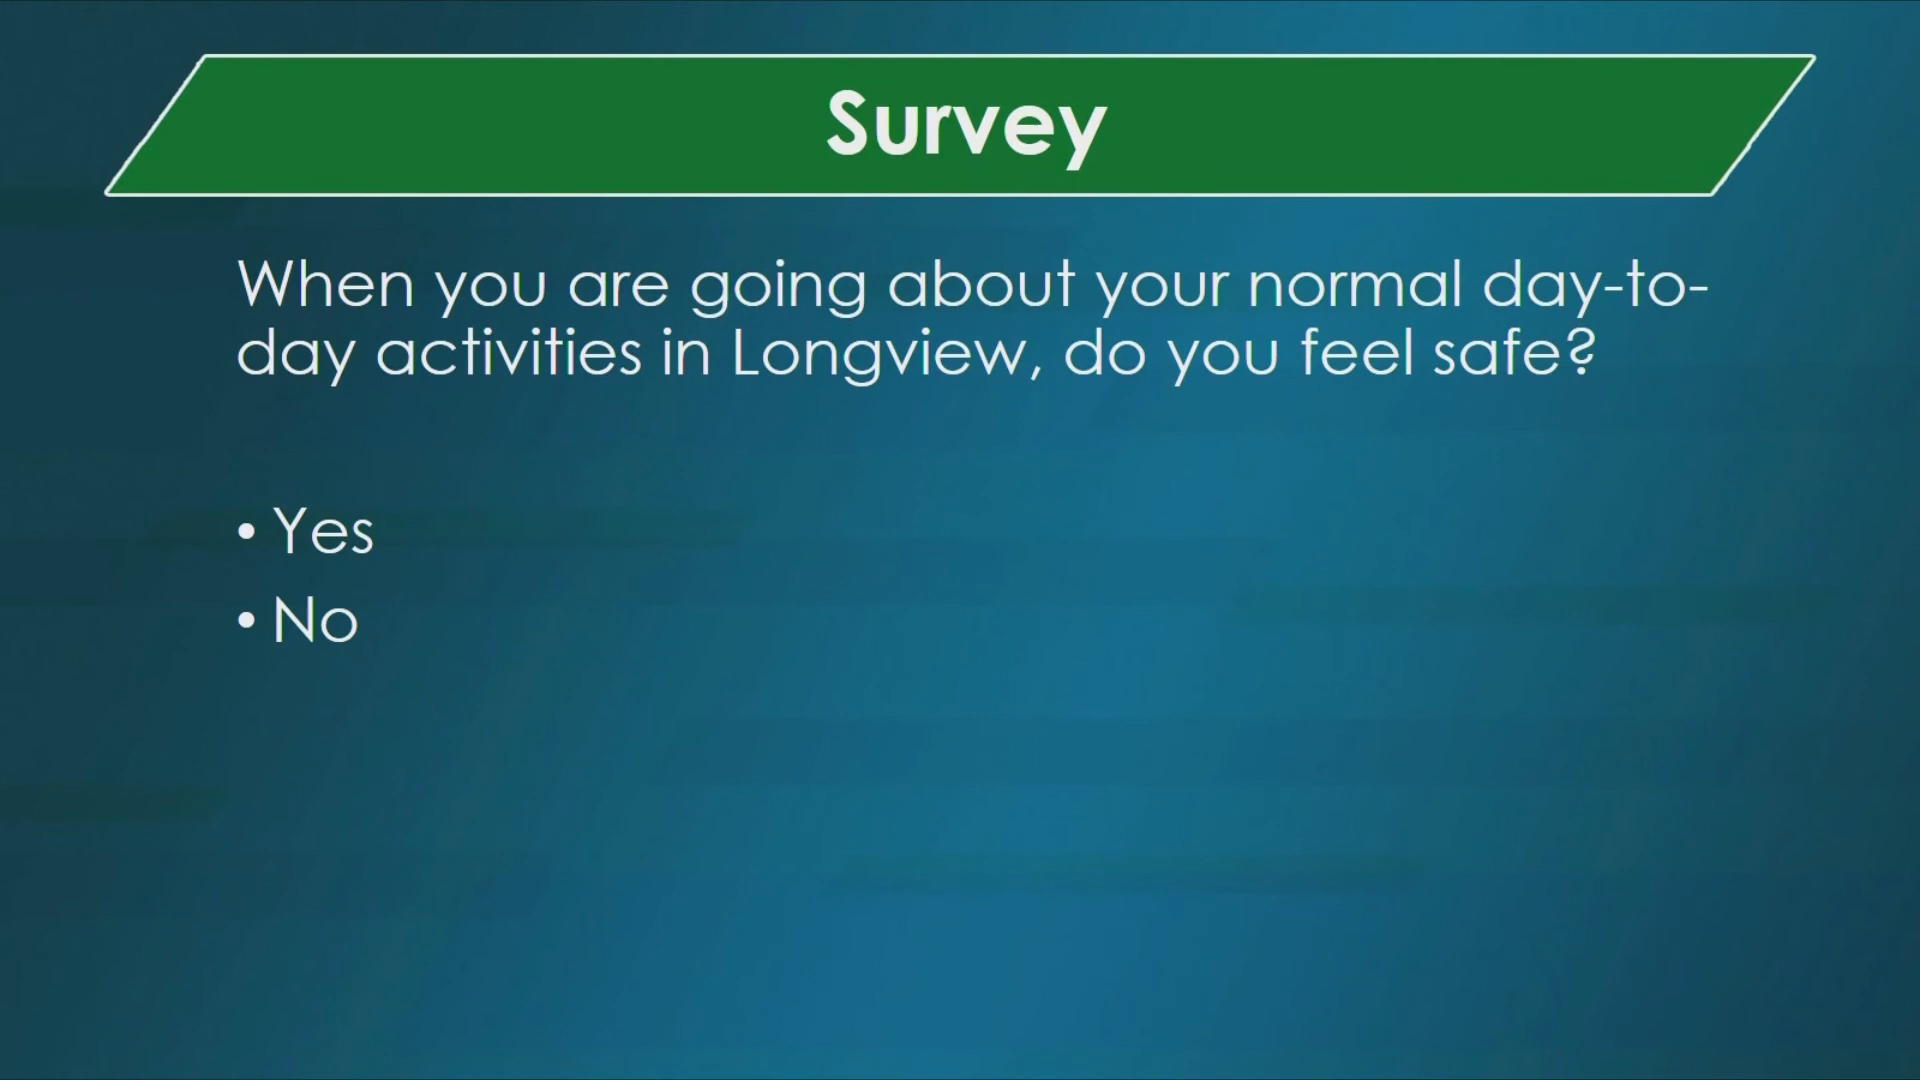 Survey
When you are going about your normal day-to-
day activities in Longview, do you feel safe?
• Yes
• No